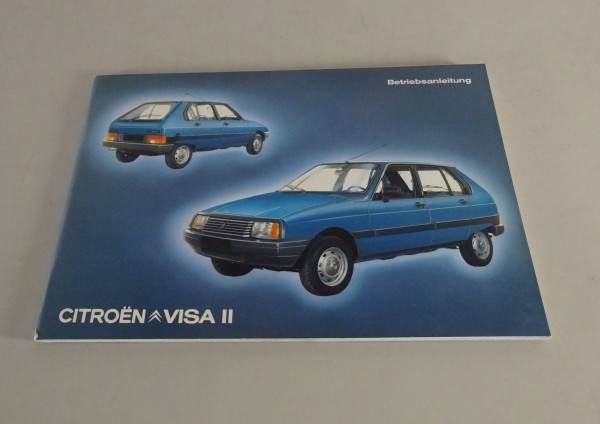 Betriebsanleitung
CITROËN VISA II